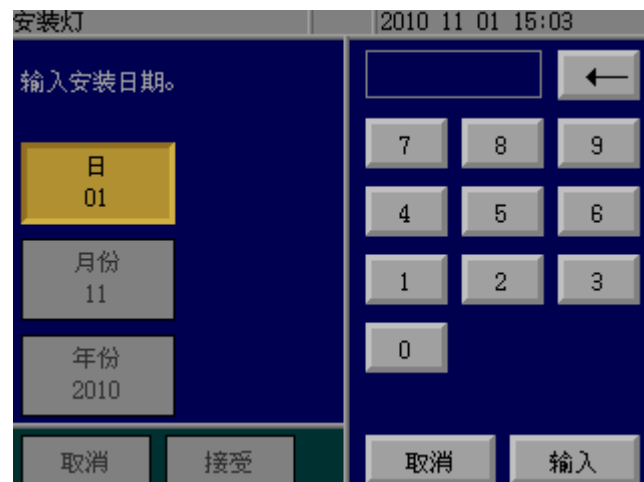 安装灯
2010 11 01 15:03
输入安装日期。
日
01
月份
11
年份
2010
取消 接受
←
7 8 9
4 5 6
1 2 3
0
取消 输入